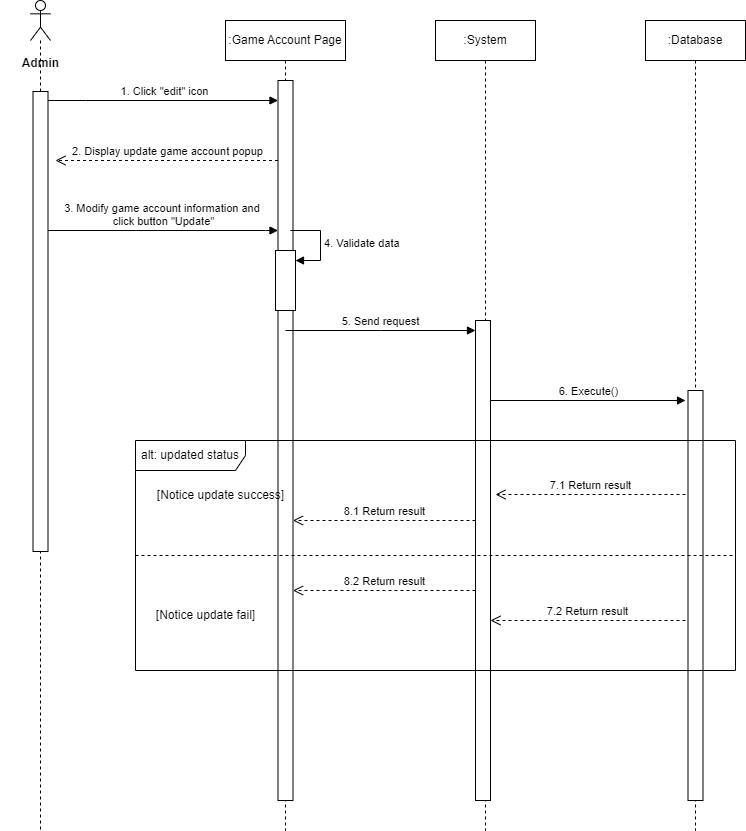 :Game Account Page
:System
:Database
Admin
1. Click "edit" icon
2. Display update game account popup
3. Modify game account information and
click button "Update"
4. Validate data
5. Send request
6. Execute()
alt: updated status
[Notice update success]
7.1 Return result
8.1 Return result
8.2 Return result
[Notice update fail]
7.2 Return result